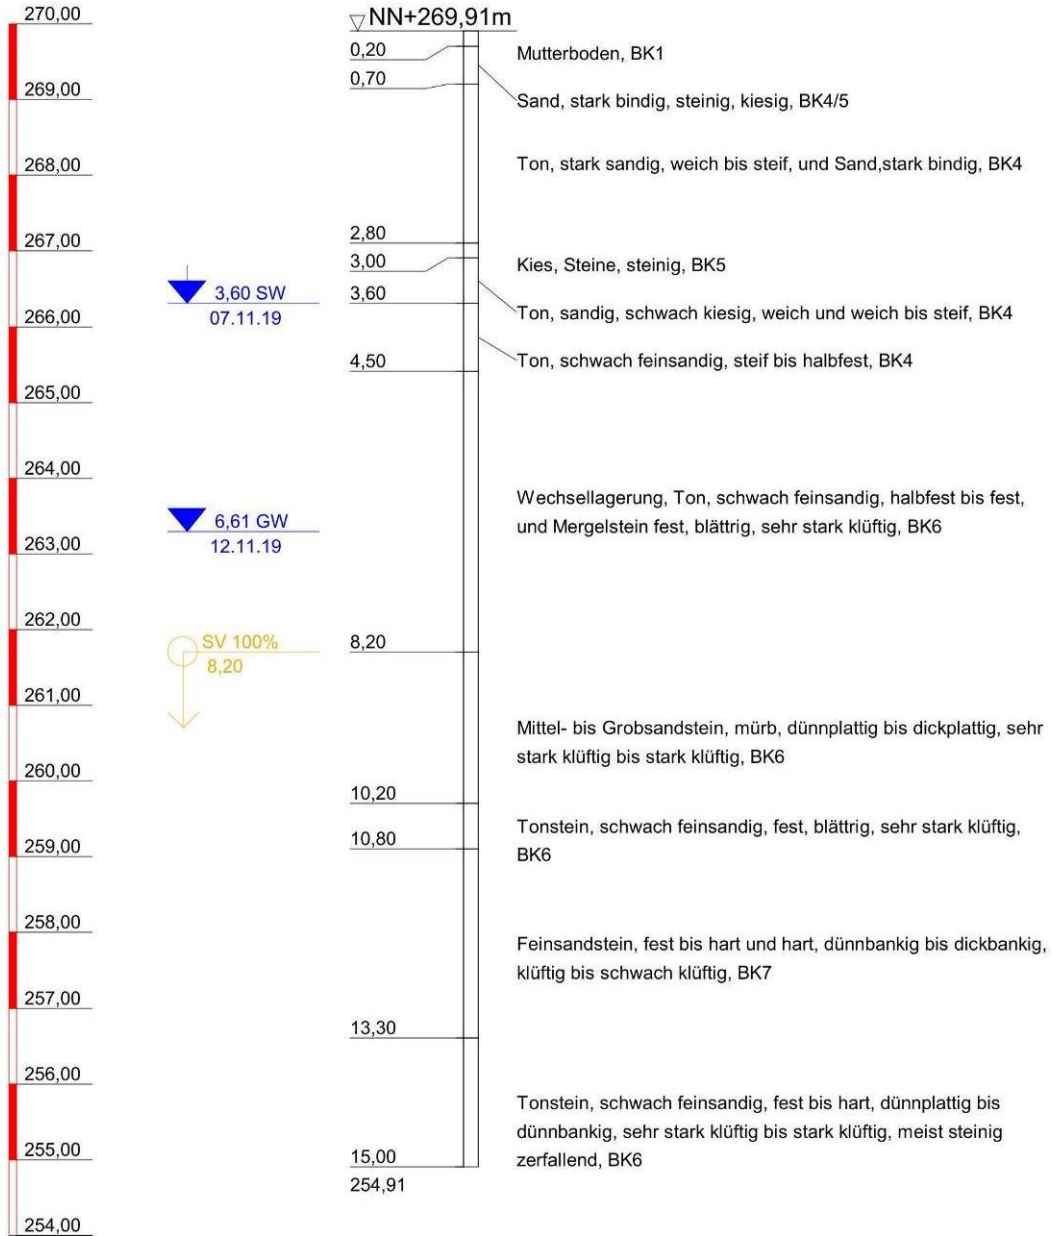 270,00
NN+269,91m
0,20
Mutterboden, BK1
0,70
269,00
Sand, stark bindig, steinig, kiesig, BK4/5
268,00
Ton, stark sandig, weich bis steif, und Sand,stark bindig, BK4
267,00
2,80
3,00
Kies, Steine, steinig, BK5
3,60 SW
3,60
07.11.19
266,00
Ton, sandig, schwach kiesig, weich und weich bis steif, BK4
4,50
Ton, schwach feinsandig, steif bis halbfest, BK4
265,00
264,00
Wechsellagerung, Ton, schwach feinsandig, halbfest bis fest,
und Mergelstein fest, blättrig, sehr stark klüftig, BK6
6,61 GW
12.11.19
263,00
262,00
SV 100%
8,20
8,20
261,00
Mittel- bis Grobsandstein, mürb, dünnplattig bis dickplattig, sehr
stark klüftig bis stark klüftig, BK6
260,00
10,20
Tonstein, schwach feinsandig, fest, blättrig, sehr stark klüftig,
BK6
10,80
259,00
258,00
Feinsandstein, fest bis hart und hart, dünnbankig bis dickbankig,
klüftig bis schwach klüftig, BK7
257,00
13,30
256,00
Tonstein, schwach feinsandig, fest bis hart, dünnplattig bis
dünnbankig, sehr stark klüftig bis stark klüftig, meist steinig
zerfallend, BK6
255,00
15,00
254,91
254,00